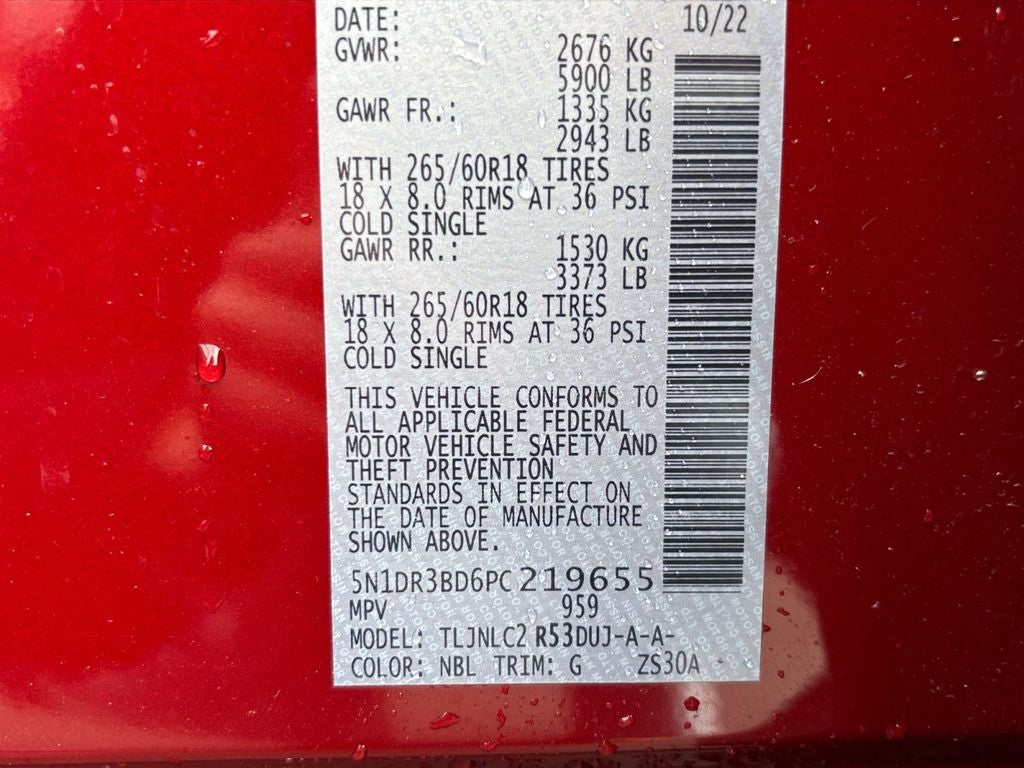 DATE: 10/22
GVWR: 2676 KG
5900 LB
GAWR FR.: 1335 KG
2943 LB
WITH 265/60R18 TIRES
18 X 8.0 RIMS AT 36 PSI
COLD SINGLE
GAWR RR.: 1530 KG
3373 LB
WITH 265/60R18 TIRES
18 X 8.0 RIMS AT 36 PSI
COLD SINGLE
THIS VEHICLE CONFORMS TO
ALL APPLICABLE FEDERAL
MOTOR VEHICLE SAFETY AND
THEFT PREVENTION
STANDARDS IN EFFECT ON
THE DATE OF MANUFACTURE
SHOWN ABOVE.
5N1DR3BD6PC219655
MPV 959
MODEL: TLJNLC2 R53DUJ-A-A-
COLOR: NBL TRIM: G ZS30A -